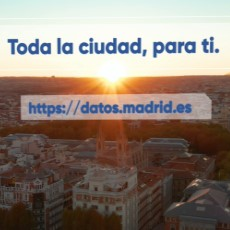 Toda la ciudad, para ti.
https://datos.madrid.es